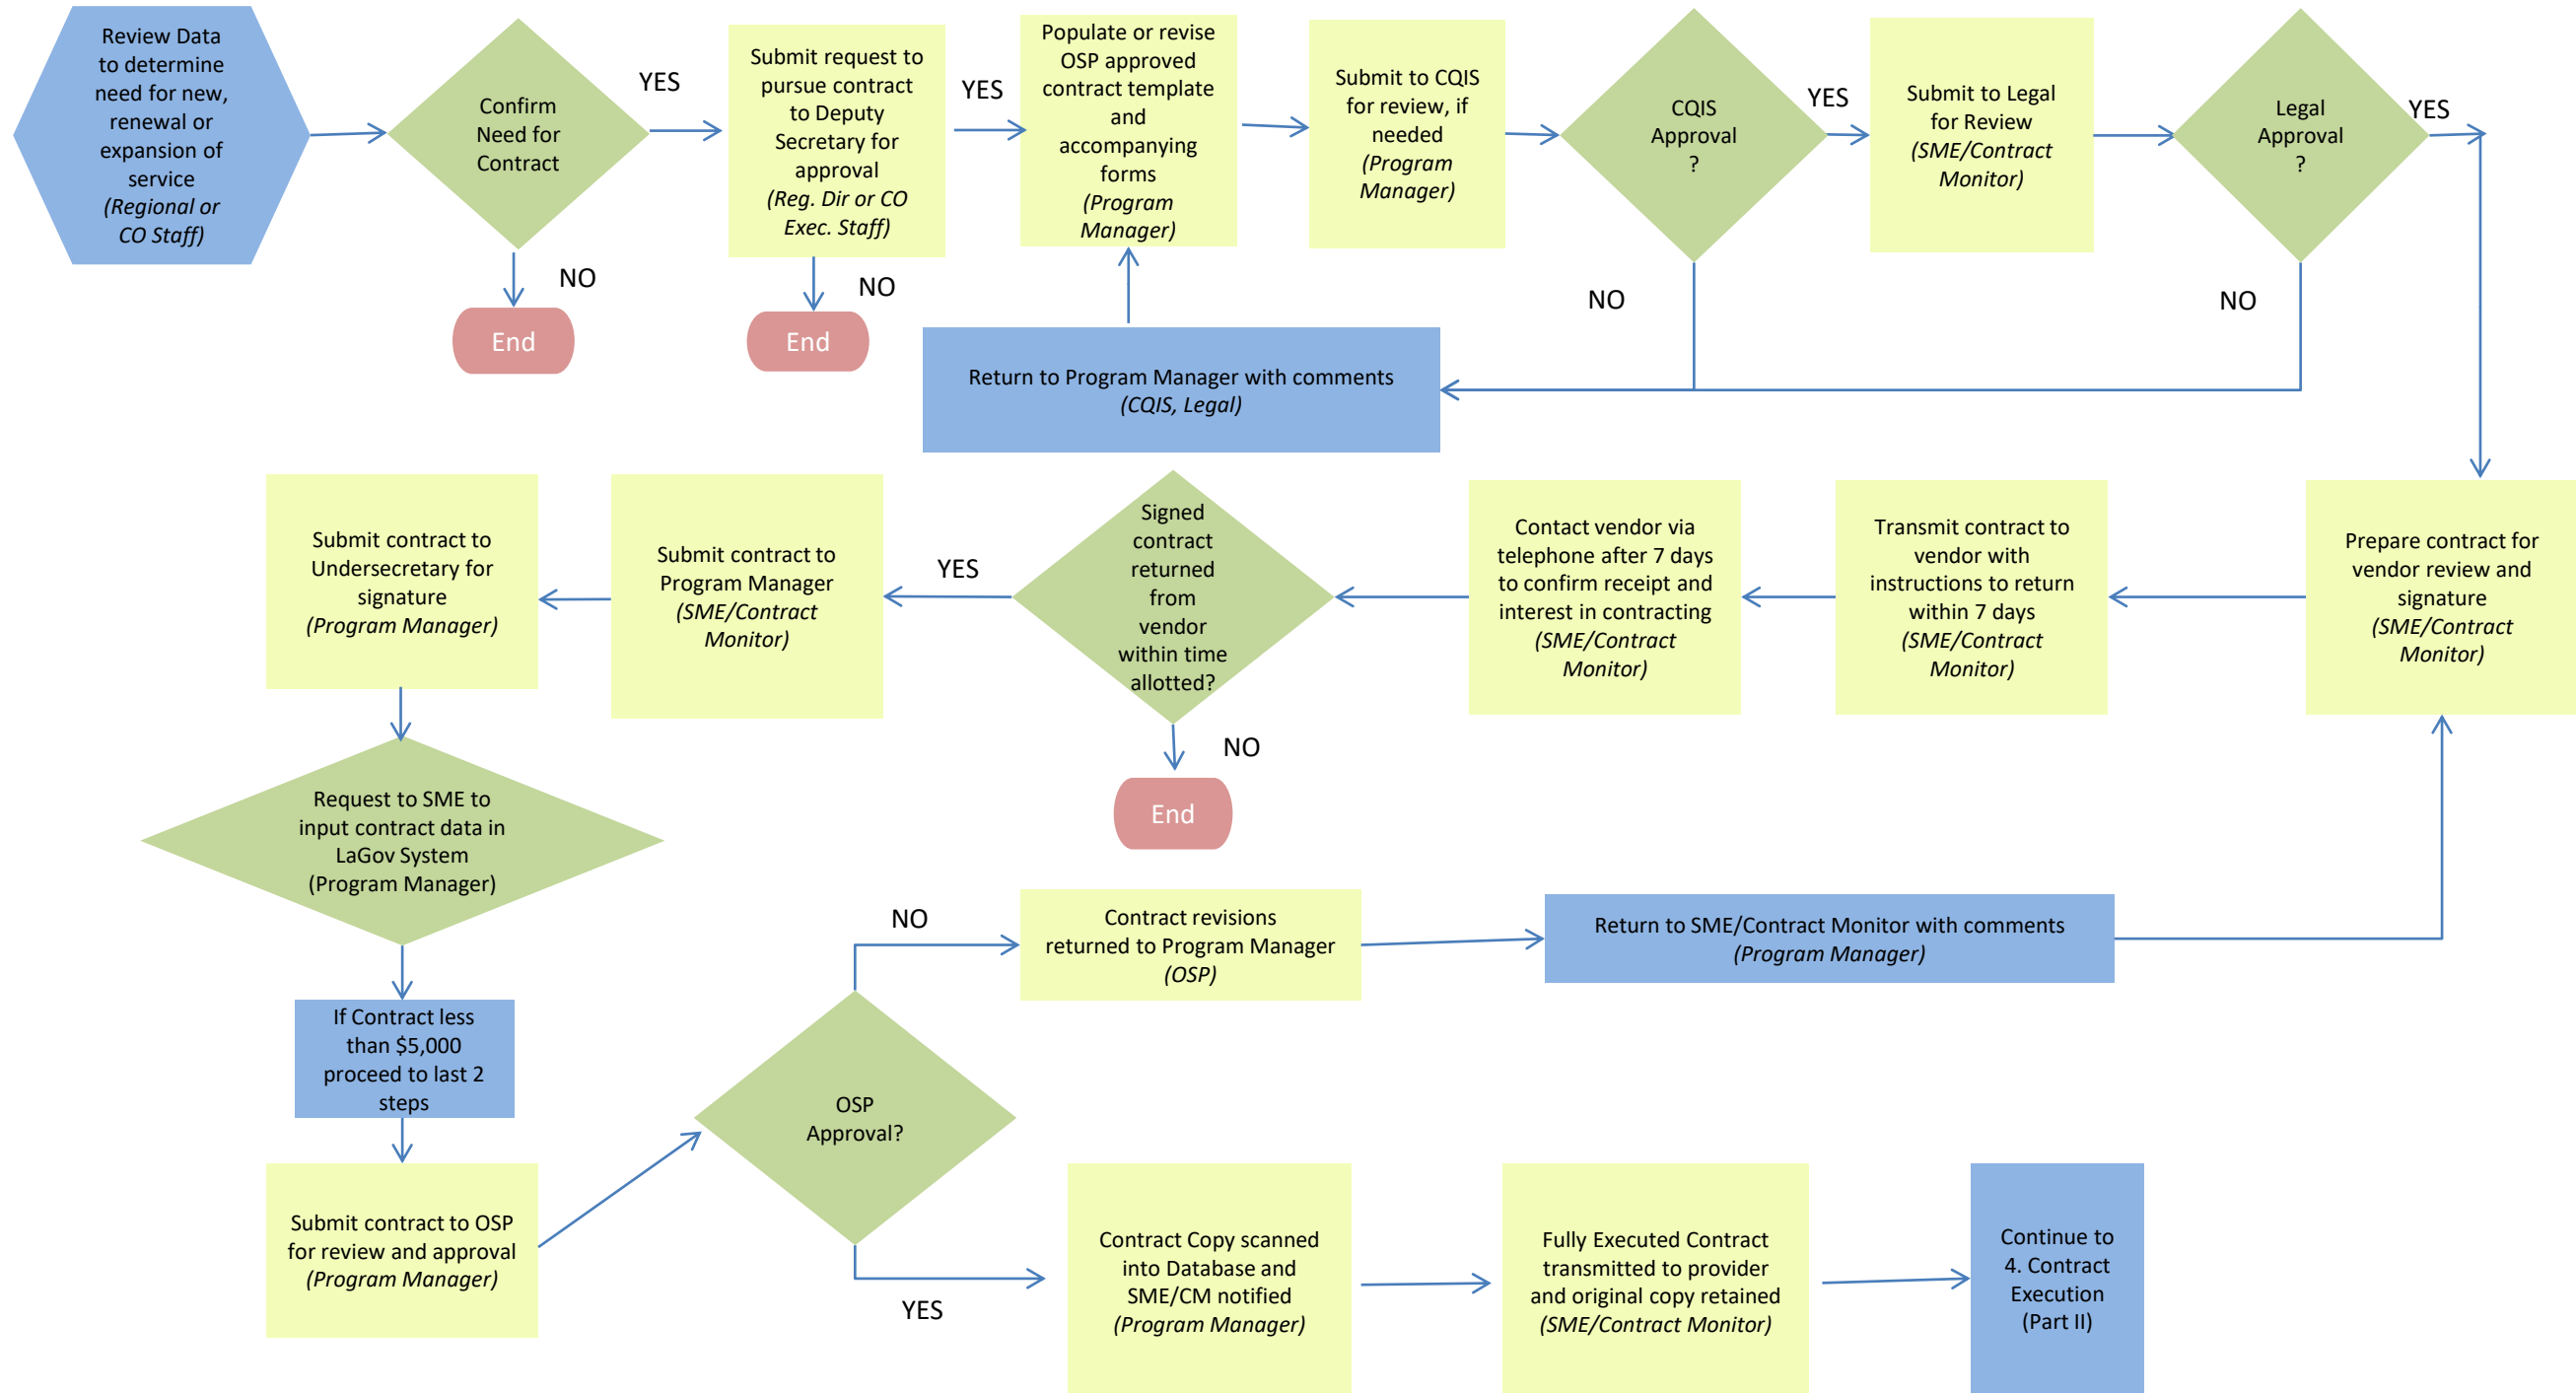 Review Data
to determine
need for new,
renewal or
expansion of
service
(Regional or
CO Staff)
Confirm
Need for
Contract
YES
NO
End
Submit request to
pursue contract
to Deputy
Secretary for
approval
(Reg. Dir or CO
Exec. Staff)
YES
NO
End
Populate or revise
OSP approved
contract template
and
accompanying
forms
(Program
Manager)
Submit to CQIS
for review, if
needed
(Program
Manager)
CQIS
Approval
?
YES
NO
Submit to Legal
for Review
(SME/Contract
Monitor)
Legal
Approval
?
YES
NO
Return to Program Manager with comments
(CQIS, Legal)
Prepare contract for
vendor review and
signature
(SME/Contract
Monitor)
Transmit contract to
vendor with
instructions to return
within 7 days
(SME/Contract
Monitor)
Contact vendor via
telephone after 7 days
to confirm receipt and
interest in contracting
(SME/Contract
Monitor)
Signed
contract
returned
from
vendor
within time
allotted?
YES
NO
End
Submit contract to
Program Manager
(SME/Contract
Monitor)
Submit contract to
Undersecretary for
signature
(Program Manager)
Request to SME to
input contract data in
LaGov System
(Program Manager)
If Contract less
than $5,000
proceed to last 2
steps
Submit contract to OSP
for review and approval
(Program Manager)
OSP
Approval?
NO
Contract revisions
returned to Program Manager
(OSP)
Return to SME/Contract Monitor with comments
(Program Manager)
YES
Contract Copy scanned
into Database and
SME/CM notified
(Program Manager)
Fully Executed Contract
transmitted to provider
and original copy retained
(SME/Contract Monitor)
Continue to
4. Contract
Execution
(Part II)